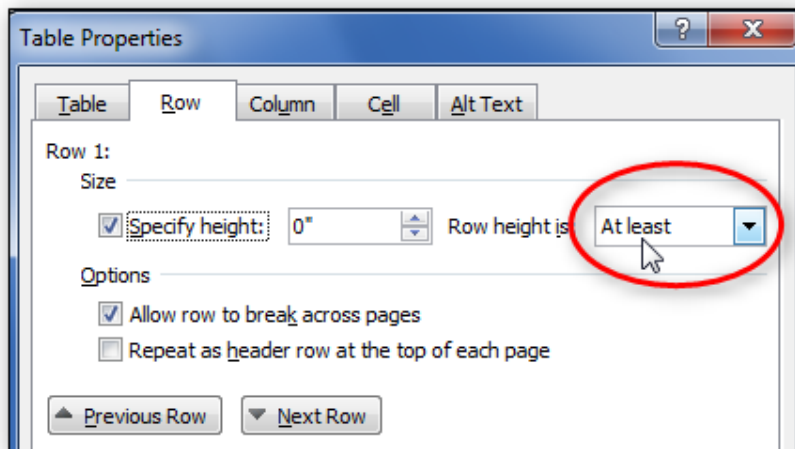 Table Properties
?
Table Row Column Cell Alt Text
Row 1:
Size
Specify height: 0" Row height is At least
Options
Allow row to break across pages
Repeat as header row at the top of each page
Previous Row Next Row